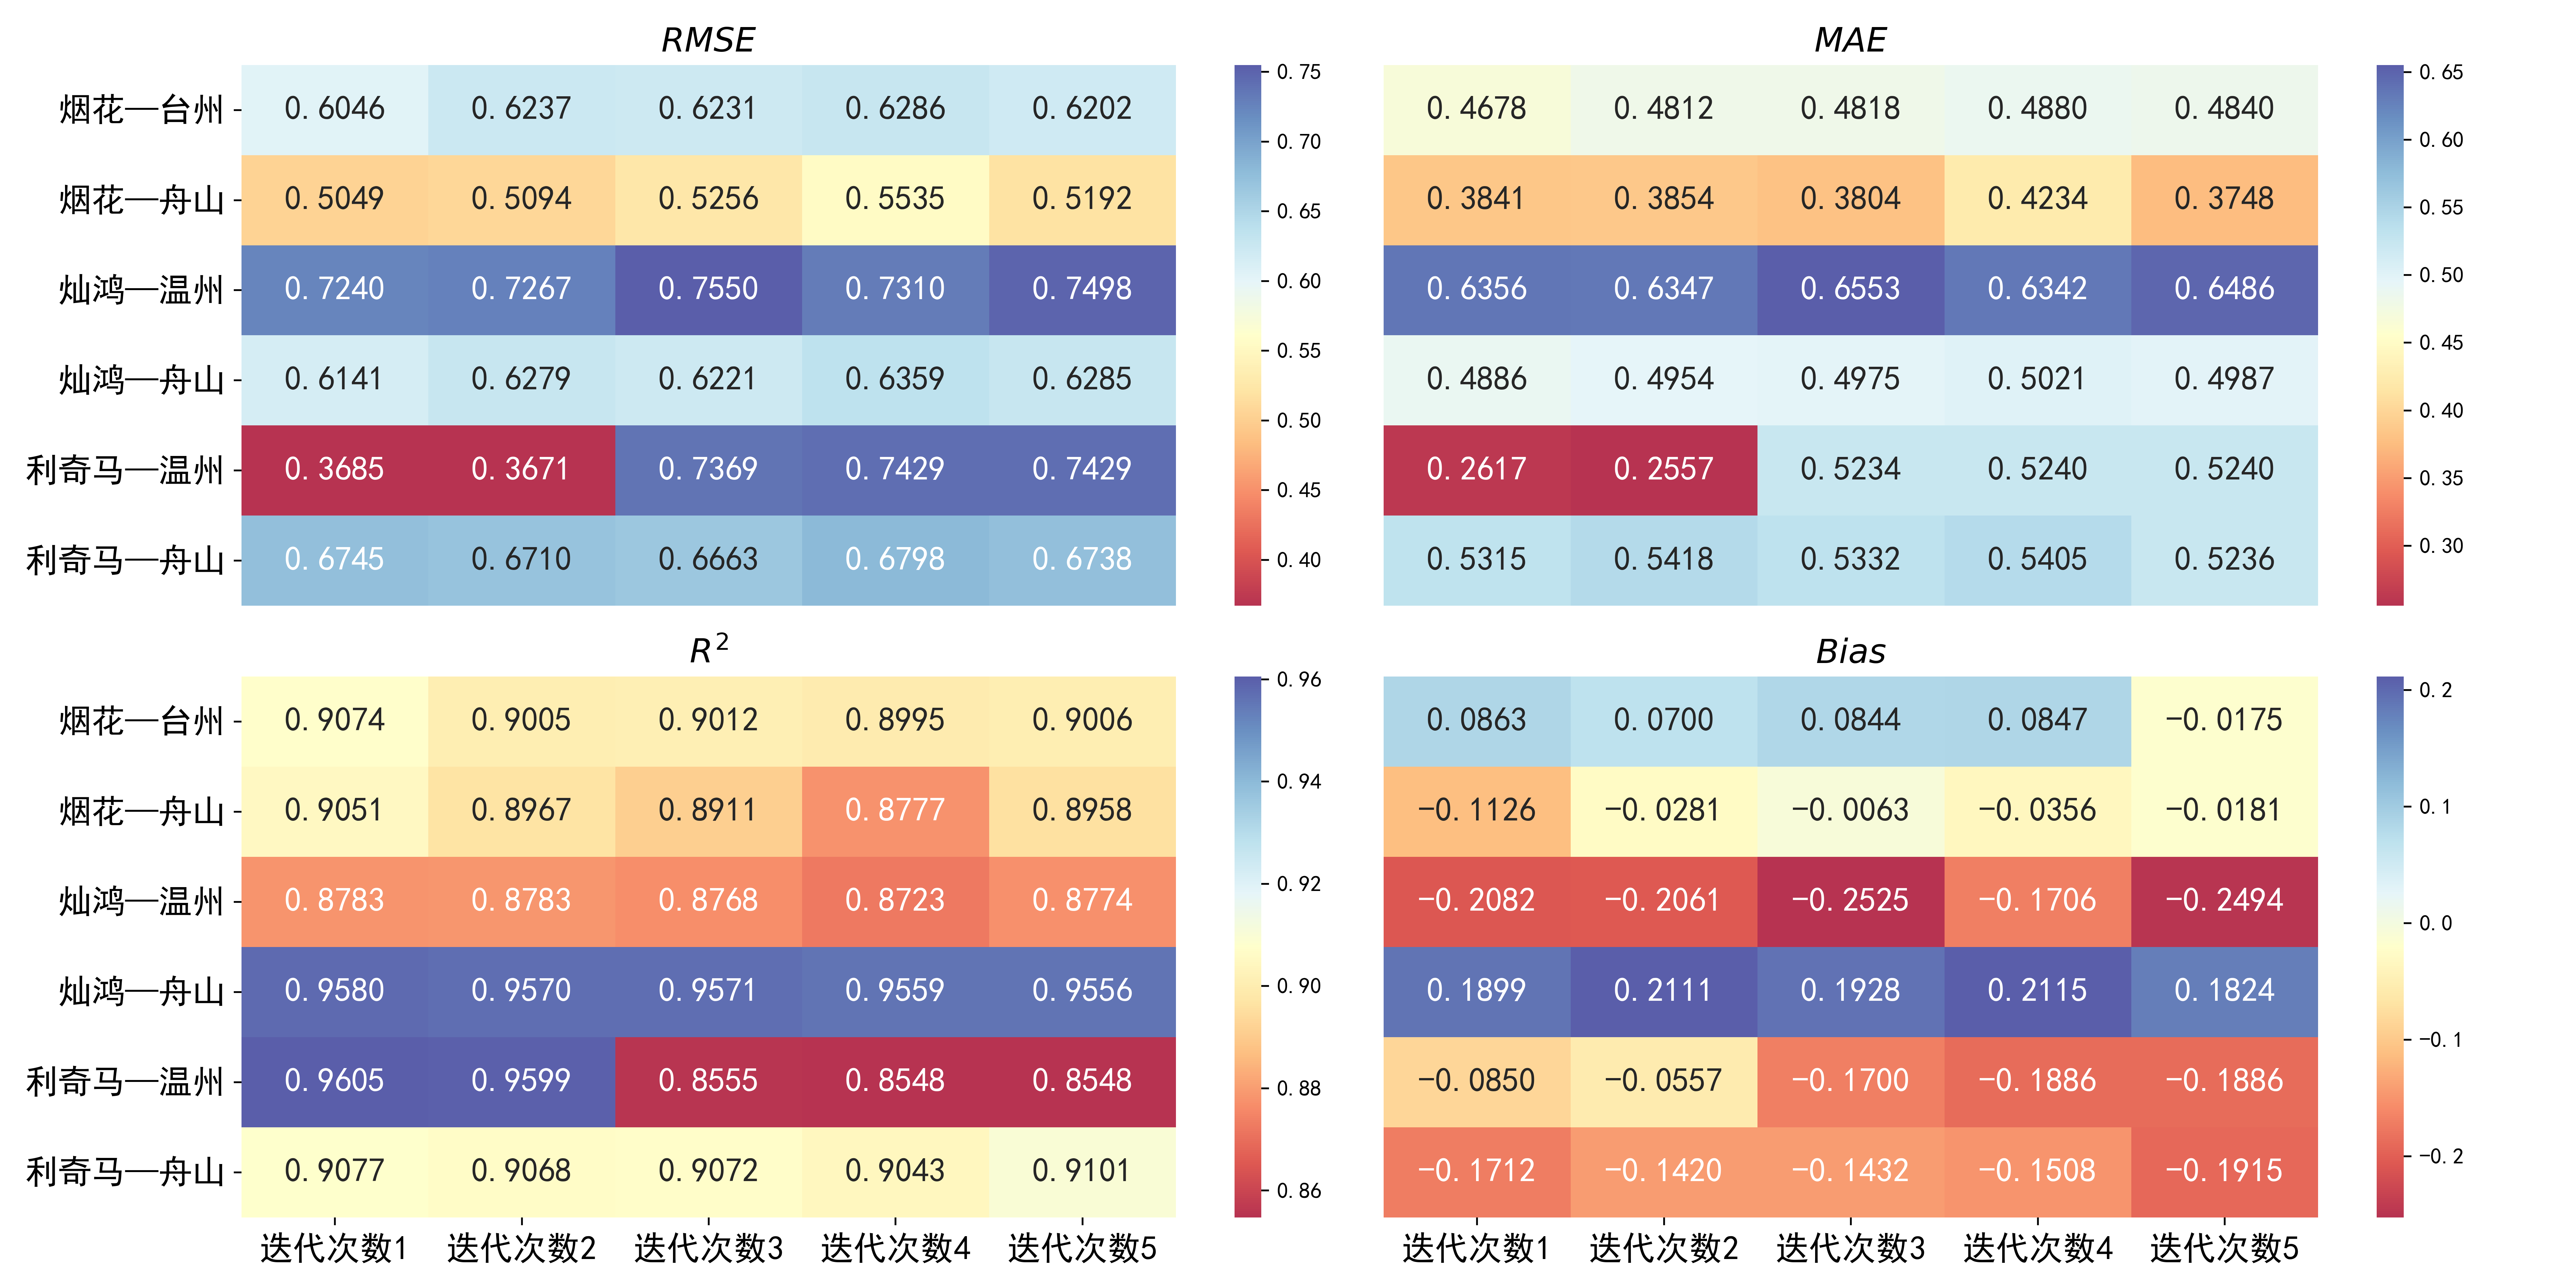 RMSE
烟花—台州 0.6046 0.6237 0.6231 0.6286 0.6202
烟花—舟山 0.5049 0.5094 0.5256 0.5535 0.5192
灿鸿—温州 0.7240 0.7267 0.7550 0.7310 0.7498
灿鸿—舟山 0.6141 0.6279 0.6221 0.6359 0.6285
利奇马—温州 0.3685 0.3671 0.7369 0.7429 0.7429
利奇马—舟山 0.6745 0.6710 0.6663 0.6798 0.6738
0.75
0.70
0.65
0.60
0.55
0.50
0.45
0.40
MAE
0.4678 0.4812 0.4818 0.4880 0.4840
0.3841 0.3854 0.3804 0.4234 0.3748
0.6356 0.6347 0.6553 0.6342 0.6486
0.4886 0.4954 0.4975 0.5021 0.4987
0.2617 0.2557 0.5234 0.5240 0.5240
0.5315 0.5418 0.5332 0.5405 0.5236
0.65
0.60
0.55
0.50
0.45
0.40
0.35
0.30
R²
烟花—台州 0.9074 0.9005 0.9012 0.8995 0.9006
烟花—舟山 0.9051 0.8967 0.8911 0.8777 0.8958
灿鸿—温州 0.8783 0.8783 0.8768 0.8723 0.8774
灿鸿—舟山 0.9580 0.9570 0.9571 0.9559 0.9556
利奇马—温州 0.9605 0.9599 0.8555 0.8548 0.8548
利奇马—舟山 0.9077 0.9068 0.9072 0.9043 0.9101
迭代次数1 迭代次数2 迭代次数3 迭代次数4 迭代次数5
0.96
0.94
0.92
0.90
0.88
0.86
Bias
0.0863 0.0700 0.0844 0.0847 −0.0175
−0.1126 −0.0281 −0.0063 −0.0356 −0.0181
−0.2082 −0.2061 −0.2525 −0.1706 −0.2494
0.1899 0.2111 0.1928 0.2115 0.1824
−0.0850 −0.0557 −0.1700 −0.1886 −0.1886
−0.1712 −0.1420 −0.1432 −0.1508 −0.1915
迭代次数1 迭代次数2 迭代次数3 迭代次数4 迭代次数5
0.2
0.1
0.0
−0.1
−0.2